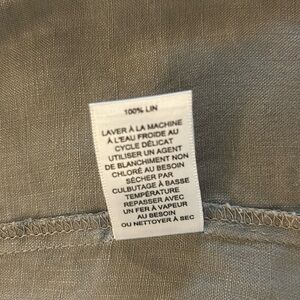 100% LIN
LAVER À LA MACHINE
À L'EAU FROIDE AU
CYCLE DÉLICAT
UTILISER UN AGENT
DE BLANCHIMENT NON
CHLORÉ AU BESOIN
SÉCHER PAR
CULBUTAGE À BASSE
TEMPÉRATURE
REPASSER AVEC
UN FER À VAPEUR
AU BESOIN
OU NETTOYER À SEC